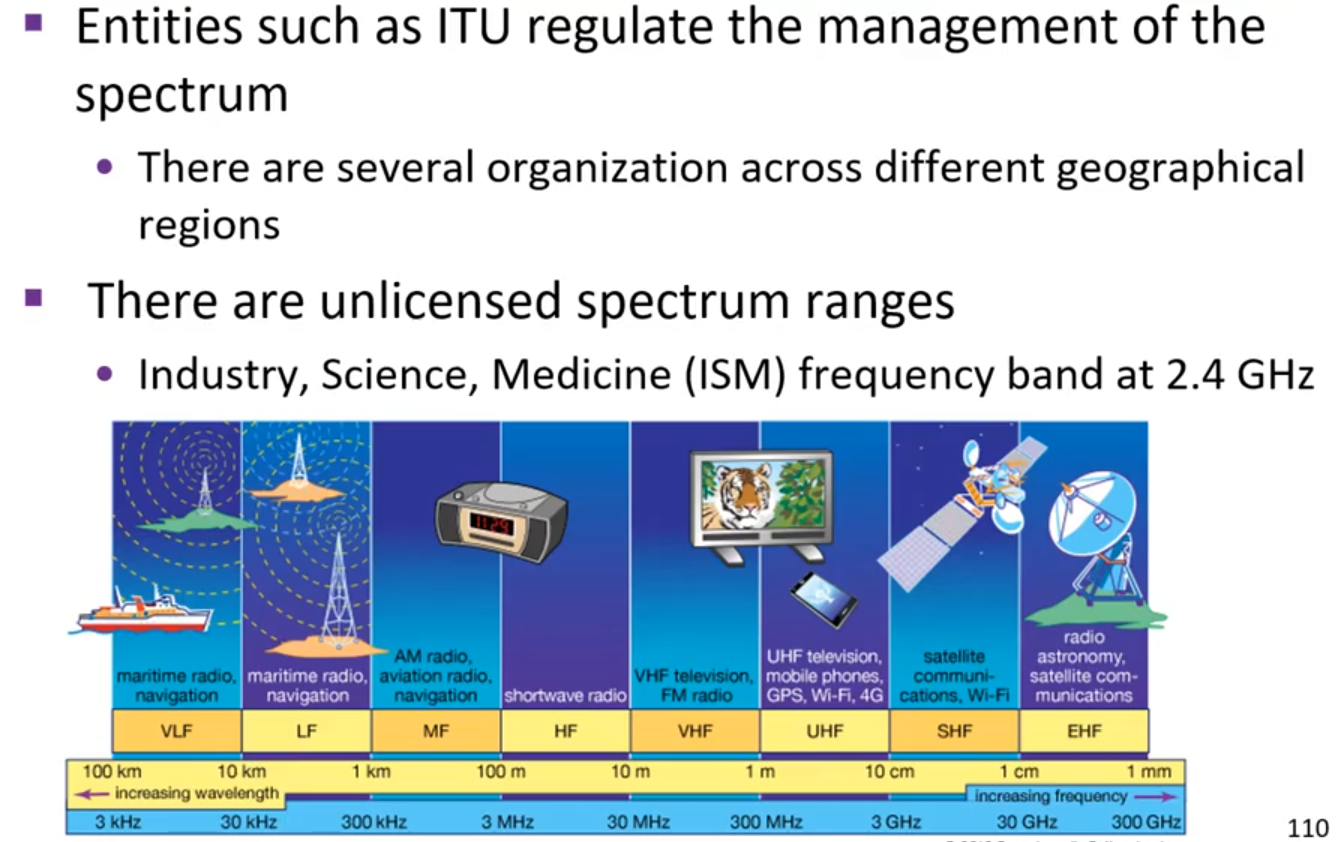 Entities such as ITU regulate the management of the
spectrum
There are several organization across different geographical
regions
There are unlicensed spectrum ranges
Industry, Science, Medicine (ISM) frequency band at 2.4 GHz
11:29
maritime radio,
navigation
maritime radio,
navigation
AM radio,
aviation radio,
navigation
shortwave radio
VHF television,
FM radio
UHF television,
mobile phones,
GPS, Wi-Fi, 4G
satellite
communi-
cations, Wi-Fi
radio
astronomy,
satellite com-
munications
VLF LF MF HF VHF UHF SHF EHF
100 km 10 km 1 km 100 m 10 m 1 m 10 cm 1 cm 1 mm
increasing wavelength
increasing frequency
3 kHz 30 kHz 300 kHz 3 MHz 30 MHz 300 MHz 3 GHz 30 GHz 300 GHz
110